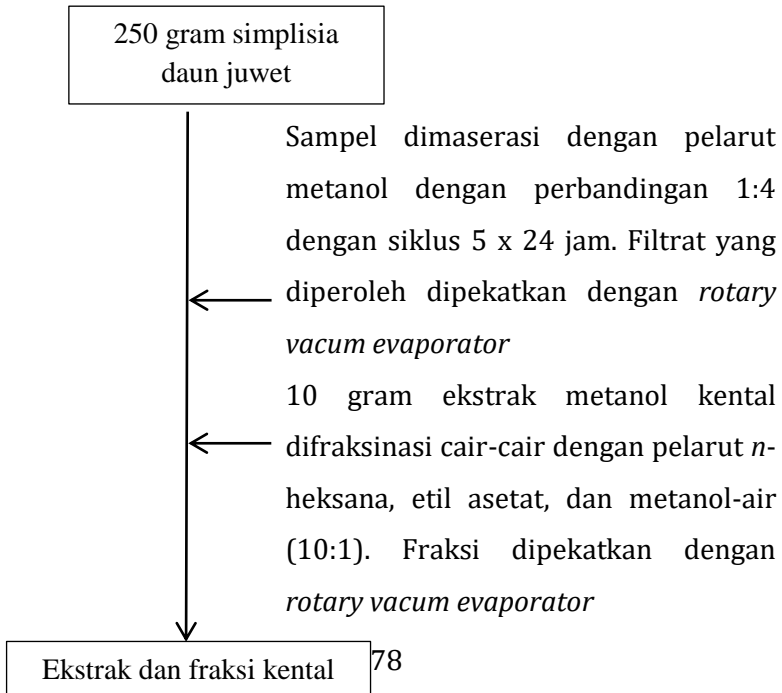 250 gram simplisia
daun juwet
Sampel dimaserasi dengan pelarut
metanol dengan perbandingan 1:4
dengan siklus 5 x 24 jam. Filtrat yang
diperoleh dipekatkan dengan rotary
vacum evaporator
10 gram ekstrak metanol kental
difraksinasi cair-cair dengan pelarut n-
heksana, etil asetat, dan metanol-air
(10:1). Fraksi dipekatkan dengan
rotary vacum evaporator
Ekstrak dan fraksi kental
78